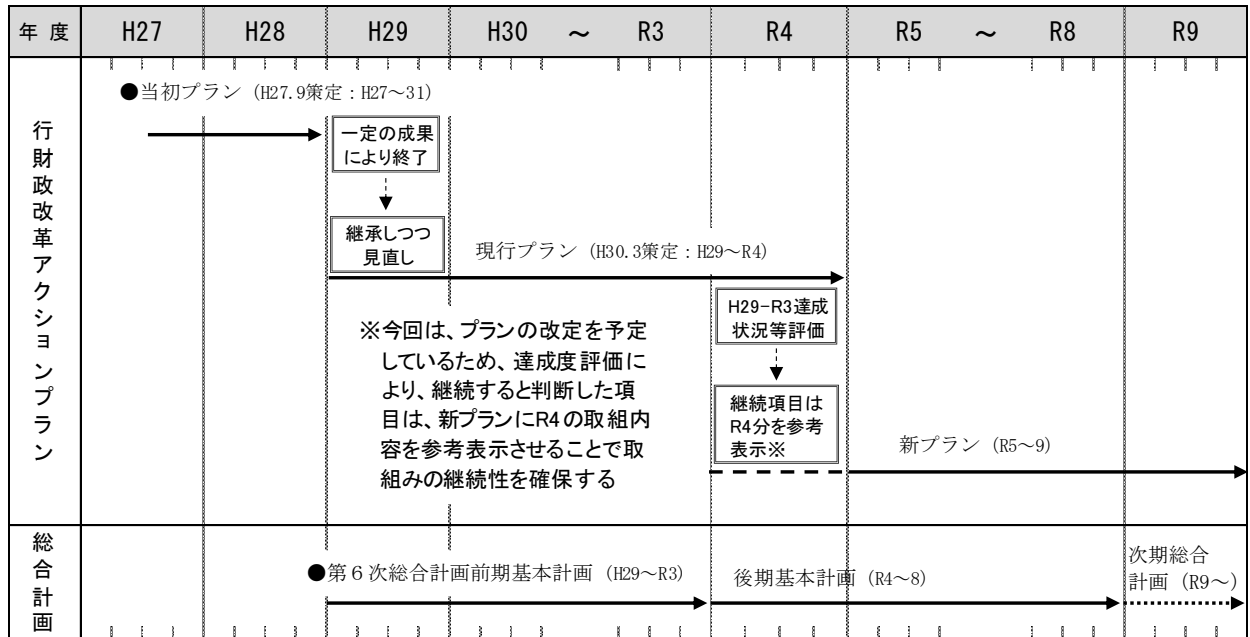 年 度 H27 H28 H29 H30 ～ R3 R4 R5 ～ R8 R9
行財政改革アクションプラン
●当初プラン（H27.9策定：H27～31）
一定の成果
により終了
継承しつつ
見直し
現行プラン（H30.3策定：H29～R4）
H29-R3達成
状況等評価
※今回は、プランの改定を予定
しているため、達成度評価に
より、継続すると判断した項
目は、新プランにR4の取組内
容を参考表示させることで取
組みの継続性を確保する
継続項目は
R4分を参考
表示※
新プラン（R5～9）
総合計画
●第６次総合計画前期基本計画（H29～R3）
後期基本計画（R4～8）
次期総合
計画（R9～）